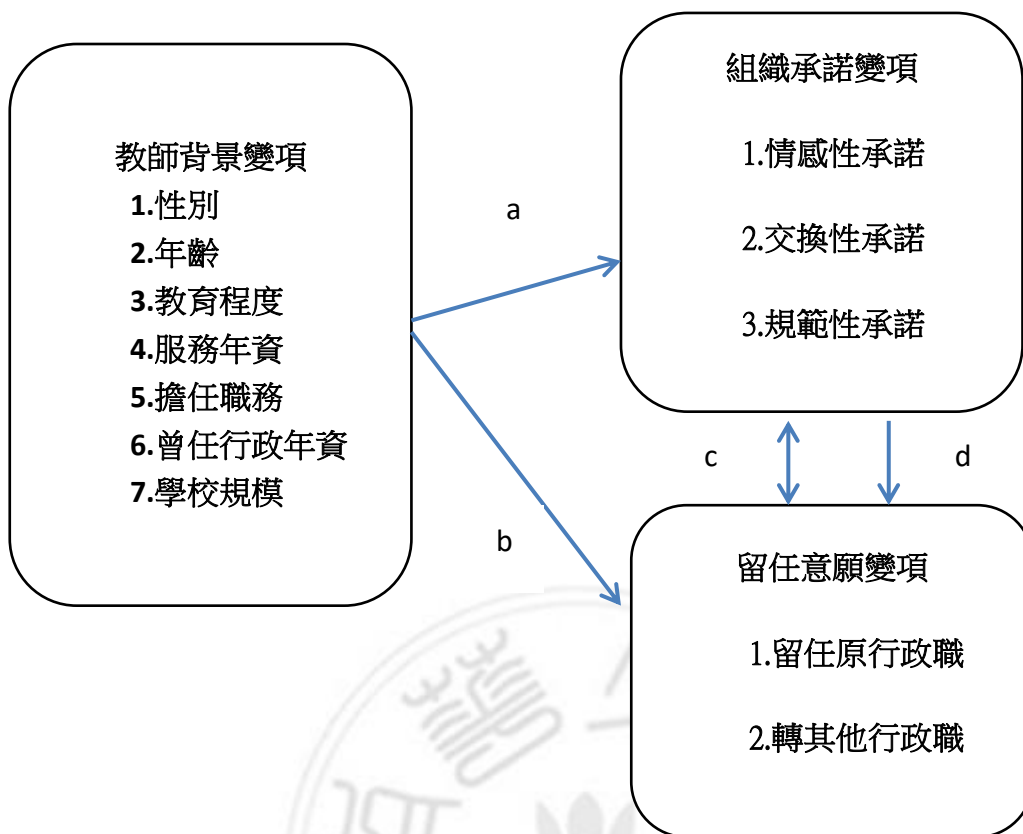 教師背景變項
1.性別
2.年齡
3.教育程度
4.服務年資
5.擔任職務
6.曾任行政年資
7.學校規模
a
b
組織承諾變項
1.情感性承諾
2.交換性承諾
3.規範性承諾
c
d
留任意願變項
1.留任原行政職
2.轉其他行政職